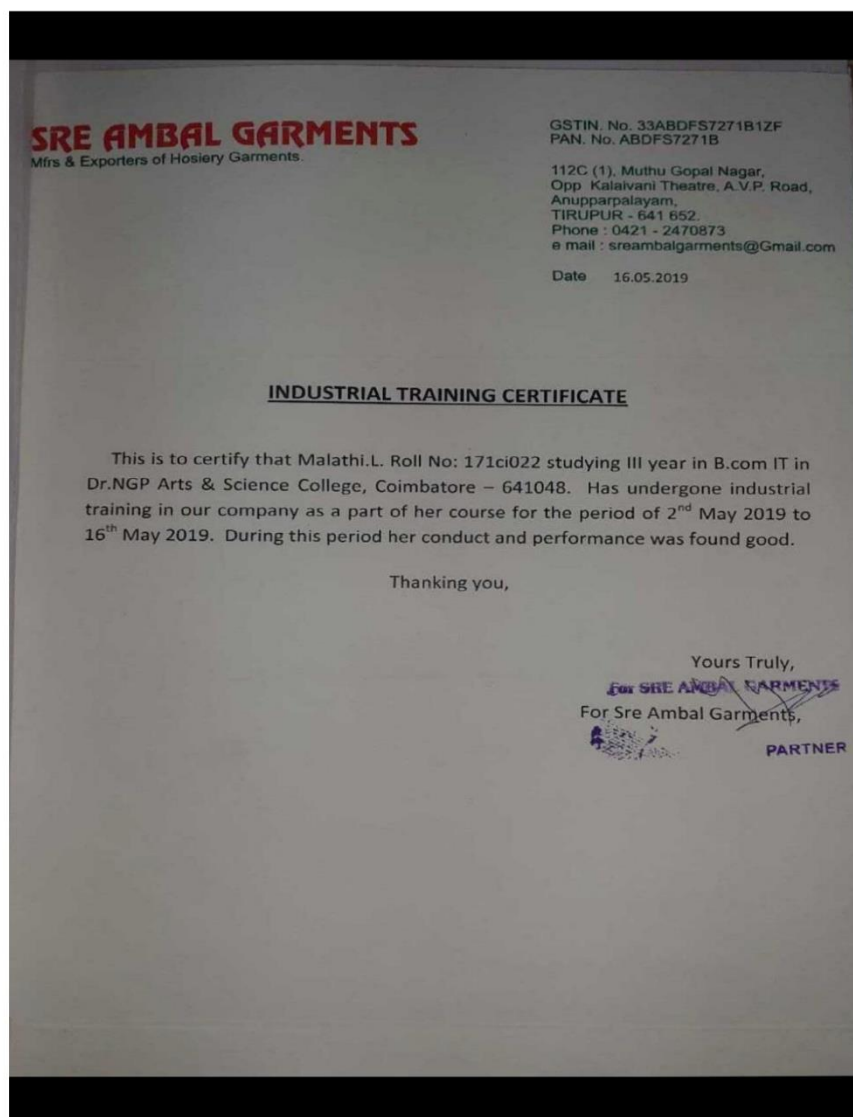 SRE AMBAL GARMENTS
Mfrs & Exporters of Hosiery Garments.
GSTIN. No. 33ABDFS7271B1ZF
PAN. No. ABDFS7271B
112C (1), Muthu Gopal Nagar,
Opp Kalaivani Theatre, A.V.P. Road,
Anupparpalayam,
TIRUPUR - 641 652.
Phone : 0421 - 2470873
e mail : sreambalgarments@Gmail.com
Date 16.05.2019
INDUSTRIAL TRAINING CERTIFICATE
This is to certify that Malathi.L. Roll No: 171ci022 studying III year in B.com IT in
Dr.NGP Arts & Science College, Coimbatore – 641048. Has undergone industrial
training in our company as a part of her course for the period of 2nd May 2019 to
16th May 2019. During this period her conduct and performance was found good.
Thanking you,
Yours Truly,
For SRE AMBAL GARMENTS
For Sre Ambal Garments,
PARTNER